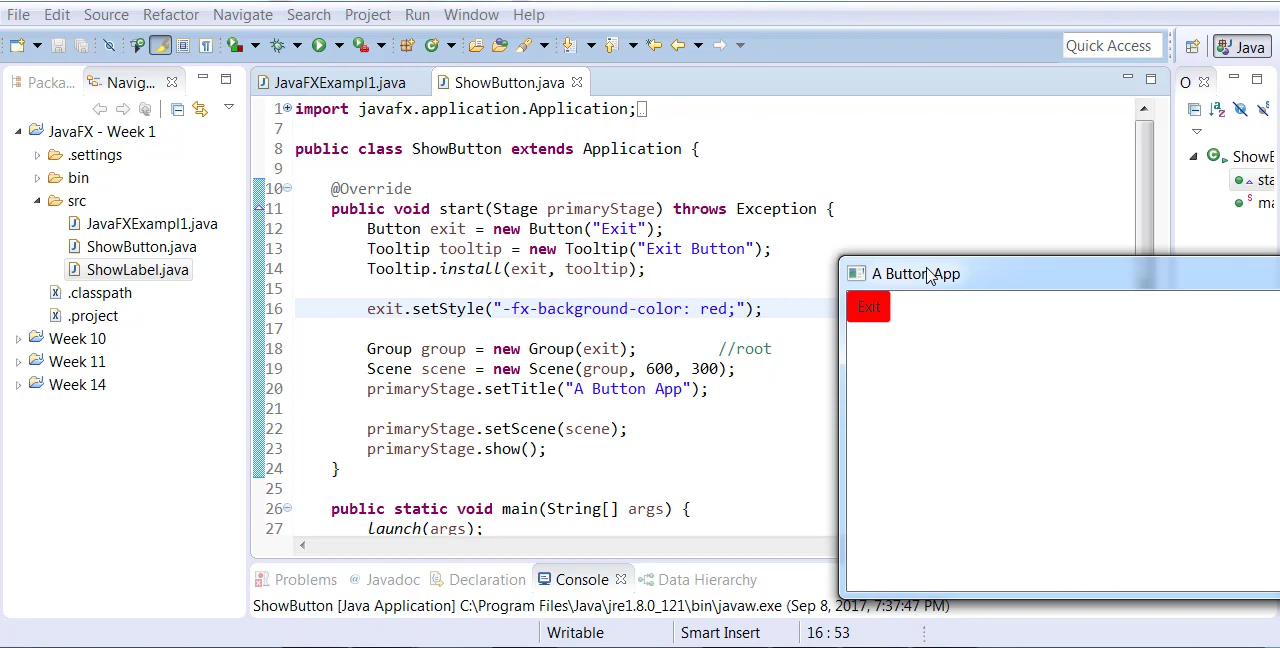 File Edit Source Refactor Navigate Search Project Run Window Help
Quick Access Java
Packa... Navig...
JavaFXExampl1.java ShowButton.java
O
JavaFX - Week 1
.settings
bin
src
JavaFXExampl1.java
ShowButton.java
ShowLabel.java
.classpath
.project
Week 10
Week 11
Week 14
1 import javafx.application.Application;
7
8 public class ShowButton extends Application {
9
10 @Override
11 public void start(Stage primaryStage) throws Exception {
12 Button exit = new Button("Exit");
13 Tooltip tooltip = new Tooltip("Exit Button");
14 Tooltip.install(exit, tooltip);
15
16 exit.setStyle("-fx-background-color: red;");
17
18 Group group = new Group(exit); //root
19 Scene scene = new Scene(group, 600, 300);
20 primaryStage.setTitle("A Button App");
21
22 primaryStage.setScene(scene);
23 primaryStage.show();
24 }
25
26 public static void main(String[] args) {
27 launch(args);
A Button App
Exit
Problems @ Javadoc Declaration Console Data Hierarchy
ShowButton [Java Application] C:\Program Files\Java\jre1.8.0_121\bin\javaw.exe (Sep 8, 2017, 7:37:47 PM)
Writable Smart Insert 16 : 53